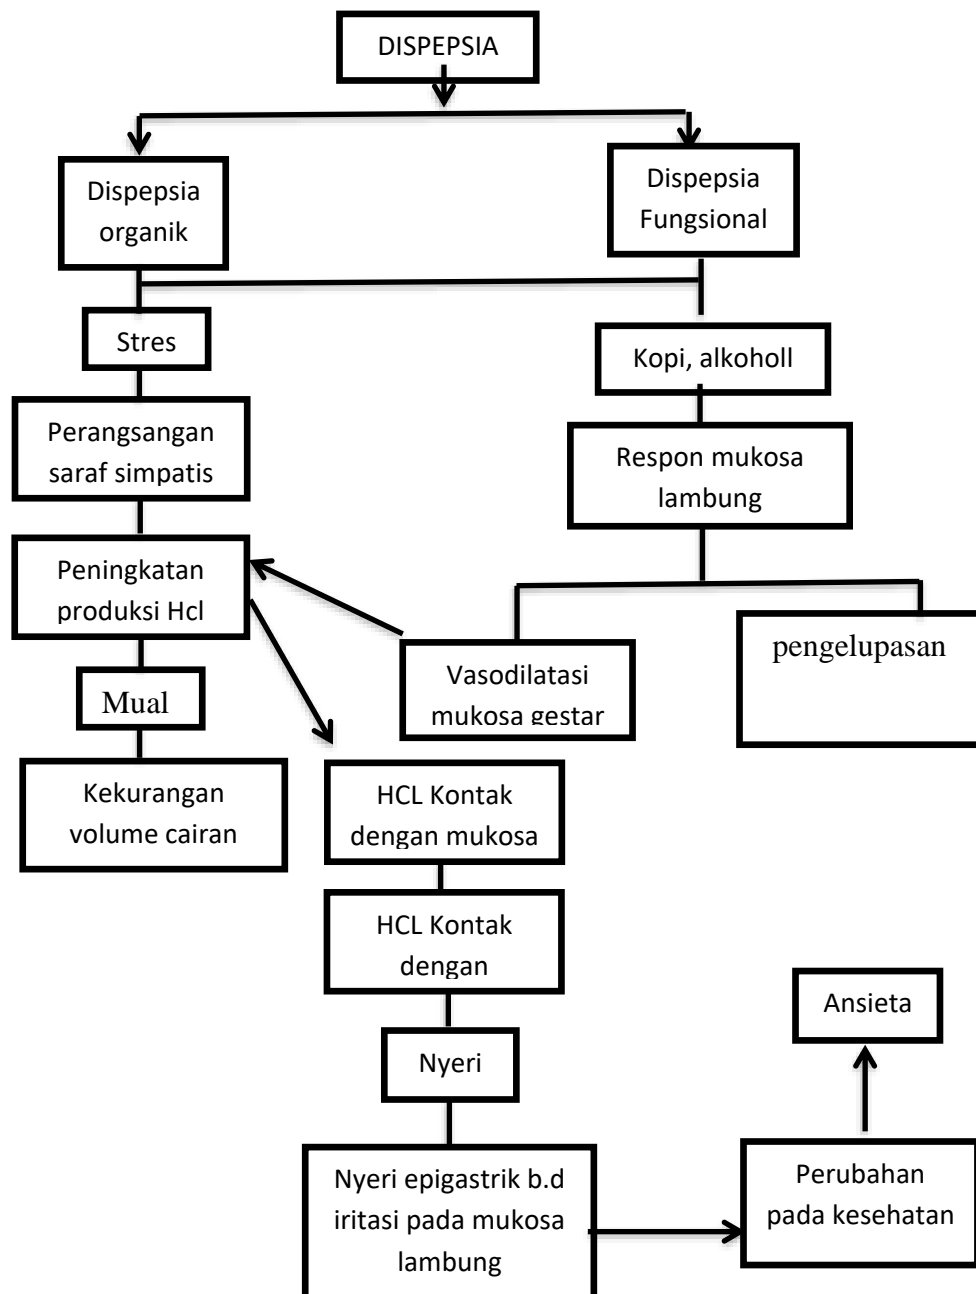 DISPEPSIA
Dispepsia
organik
Dispepsia
Fungsional
Stres
Kopi, alkoholl
Perangsangan
saraf simpatis
Respon mukosa
lambung
Peningkatan
produksi Hcl
Vasodilatasi
mukosa gestar
pengelupasan
Mual
Kekurangan
volume cairan
HCL Kontak
dengan mukosa
HCL Kontak
dengan
Nyeri
Nyeri epigastrik b.d
iritasi pada mukosa
lambung
Ansieta
Perubahan
pada kesehatan